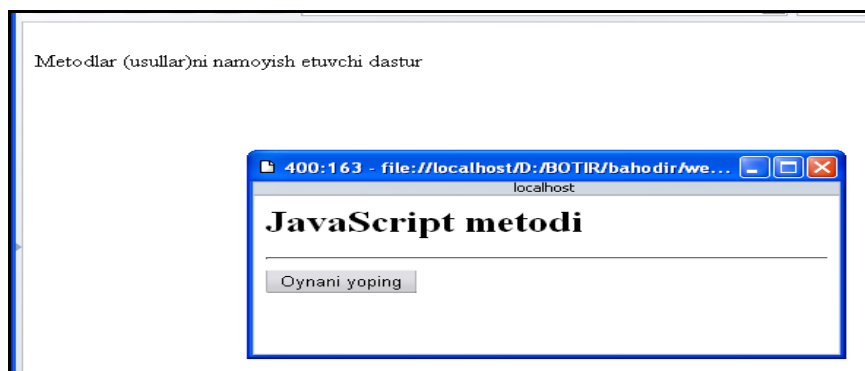 Metodlar (usullar)ni namoyish etuvchi dastur
400:163 - file://localhost/D:/BOTIR/bahodir/we...
localhost
JavaScript metodi
Oynani yoping